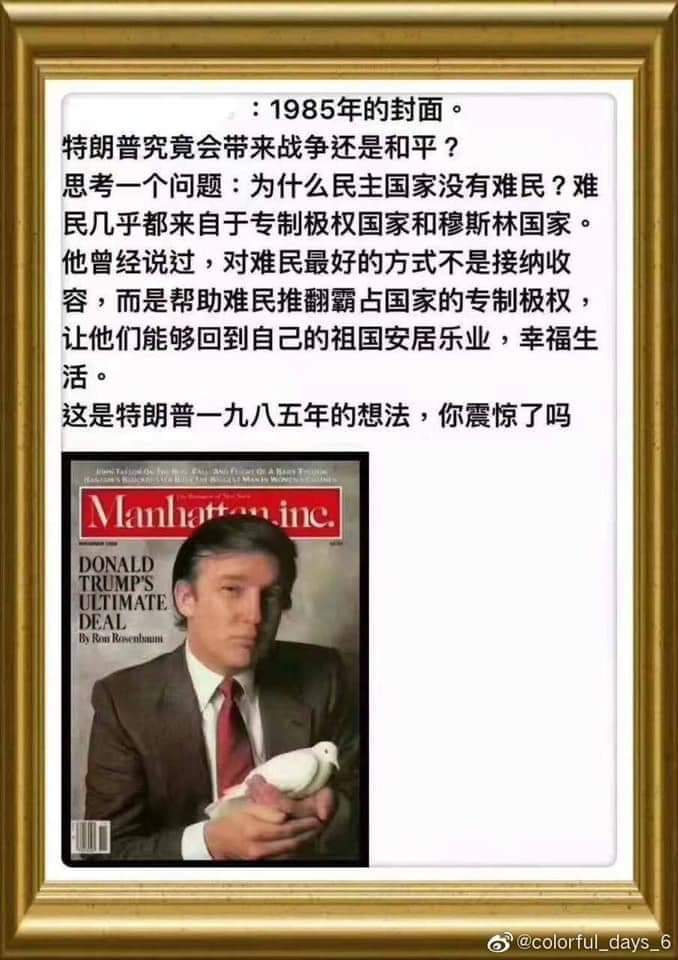 ：1985年的封面。
特朗普究竟会带来战争还是和平？
思考一个问题：为什么民主国家没有难民？难
民几乎都来自于专制极权国家和穆斯林国家。
他曾经说过，对难民最好的方式不是接纳收
容，而是帮助难民推翻霸占国家的专制极权，
让他们能够回到自己的祖国安居乐业，幸福生
活。
这是特朗普一九八五年的想法，你震惊了吗
Manhattan,inc.
DONALD
TRUMP'S
ULTIMATE
DEAL
By Ron Rosenbaum
@colorful_days_6